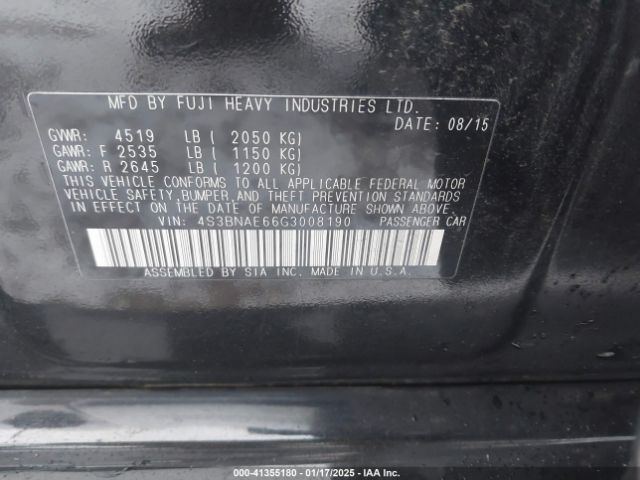 MFD BY FUJI HEAVY INDUSTRIES LTD.
DATE: 08/15
GVWR: 4519 LB ( 2050 KG)
GAWR: F 2535 LB ( 1150 KG)
GAWR: R 2645 LB ( 1200 KG)
THIS VEHICLE CONFORMS TO ALL APPLICABLE FEDERAL MOTOR
VEHICLE SAFETY, BUMPER, AND THEFT PREVENTION STANDARDS
IN EFFECT ON THE DATE OF MANUFACTURE SHOWN ABOVE.
VIN: 4S3BNAE66G3008190 PASSENGER CAR
ASSEMBLED BY SIA INC. MADE IN U.S.A.
000-41355180 - 01/17/2025 - IAA Inc.